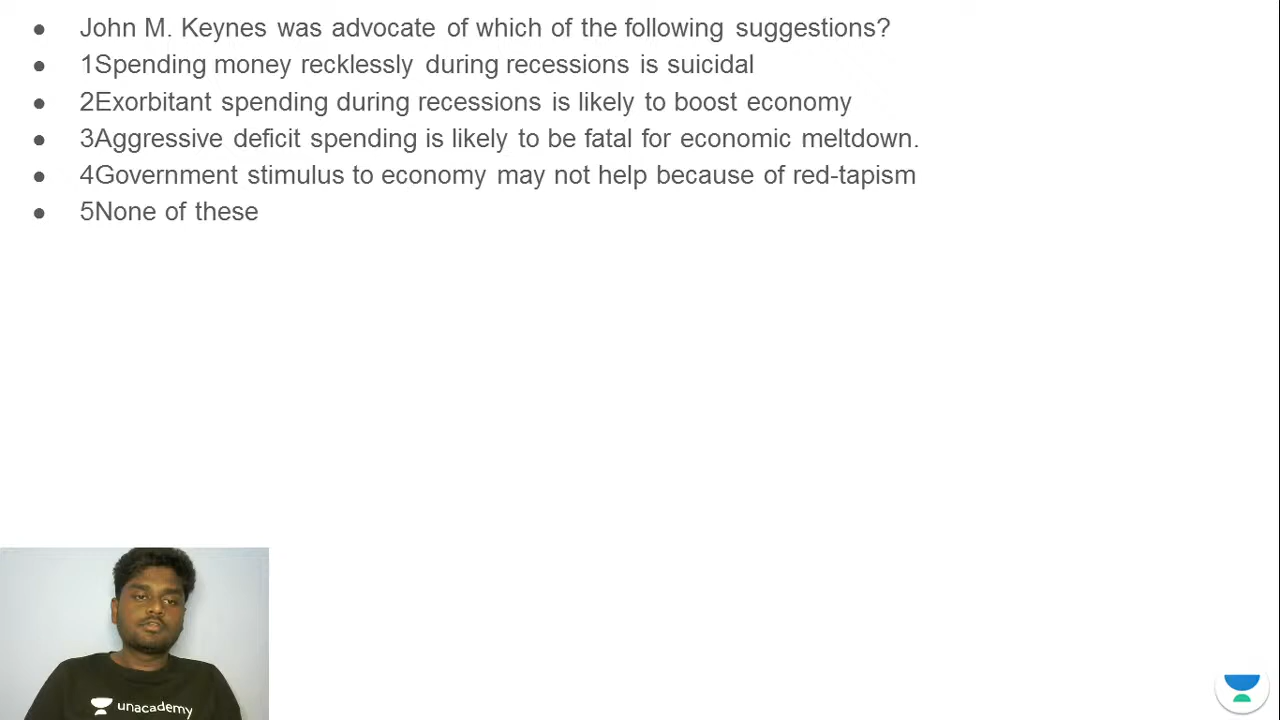 ● John M. Keynes was advocate of which of the following suggestions?
● 1Spending money recklessly during recessions is suicidal
● 2Exorbitant spending during recessions is likely to boost economy
● 3Aggressive deficit spending is likely to be fatal for economic meltdown.
● 4Government stimulus to economy may not help because of red-tapism
● 5None of these
unacademy